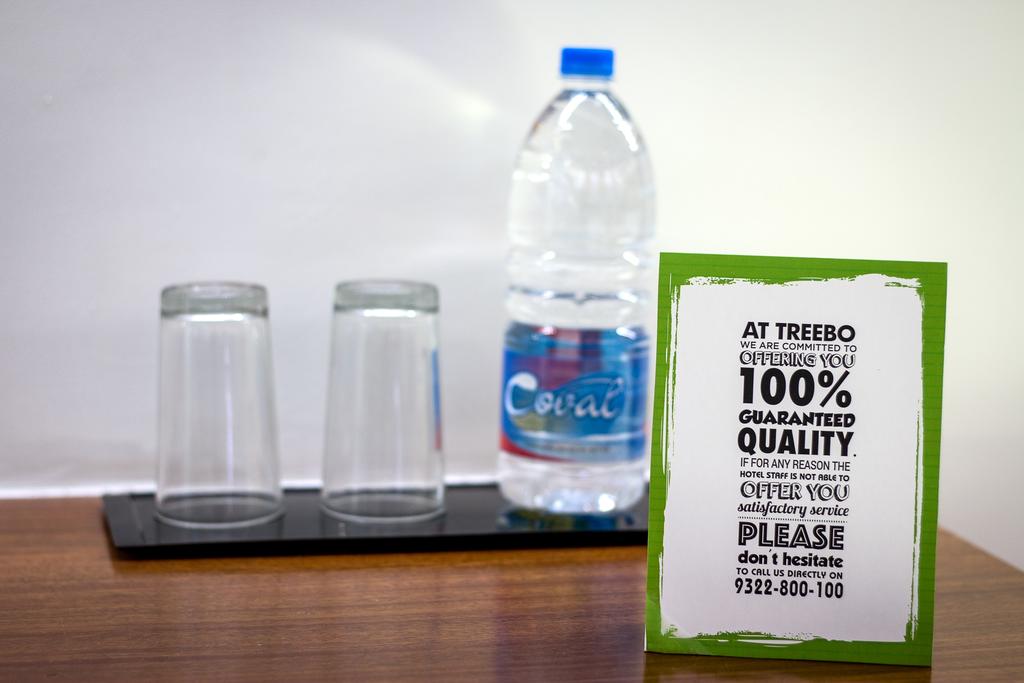 Coval
AT TREEBO
WE ARE COMMITTED TO
OFFERING YOU
100%
GUARANTEED
QUALITY.
IF FOR ANY REASON THE
HOTEL STAFF IS NOT ABLE TO
OFFER YOU
satisfactory service
PLEASE
don't hesitate
TO CALL US DIRECTLY ON
9322-800-100